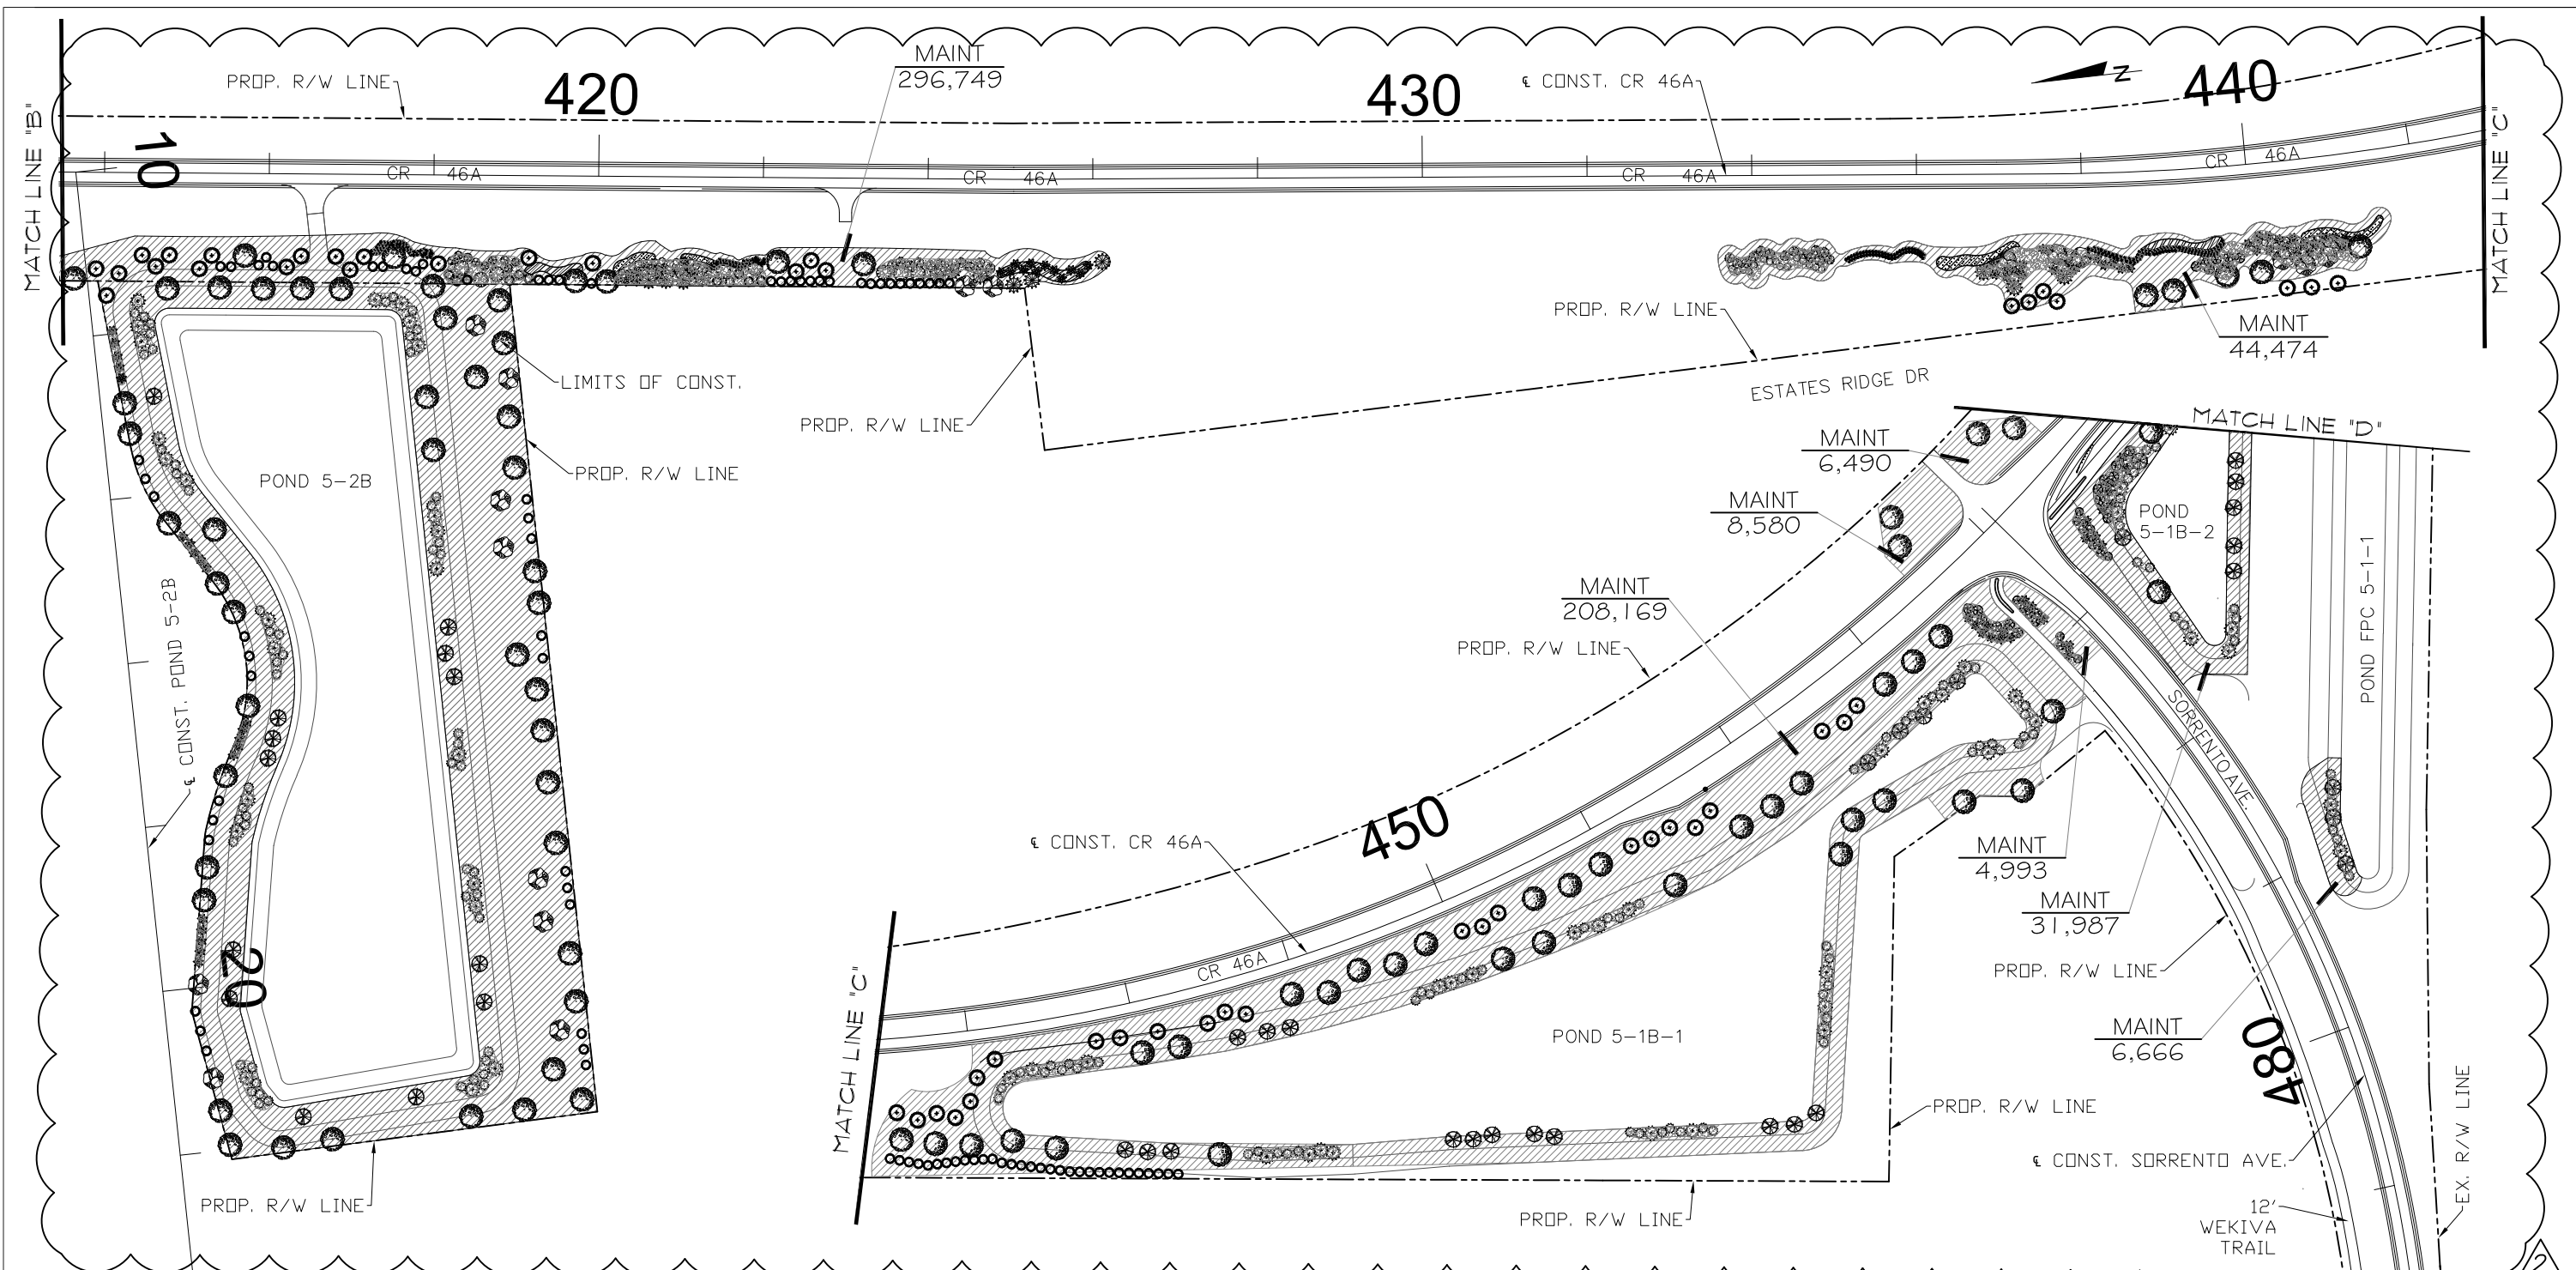 MAINT
296,749
PROP. R/W LINE
420
430
℄ CONST. CR 46A
N
440
MATCH LINE "B"
MATCH LINE "C"
10
CR 46A
CR 46A
CR 46A
CR 46A
PROP. R/W LINE
MAINT
44,474
LIMITS OF CONST.
ESTATES RIDGE DR
PROP. R/W LINE
MATCH LINE "D"
MAINT
6,490
PROP. R/W LINE
POND 5-2B
MAINT
8,580
POND
5-1B-2
POND FPC 5-1-1
℄ CONST. POND 5-2B
MAINT
208,169
PROP. R/W LINE
SORRENTO AVE.
450
℄ CONST. CR 46A
MAINT
4,993
MAINT
31,987
20
CR 46A
PROP. R/W LINE
MATCH LINE "C"
POND 5-1B-1
MAINT
6,666
480
PROP. R/W LINE
EX. R/W LINE
℄ CONST. SORRENTO AVE.
PROP. R/W LINE
PROP. R/W LINE
12'
WEKIVA
TRAIL
2